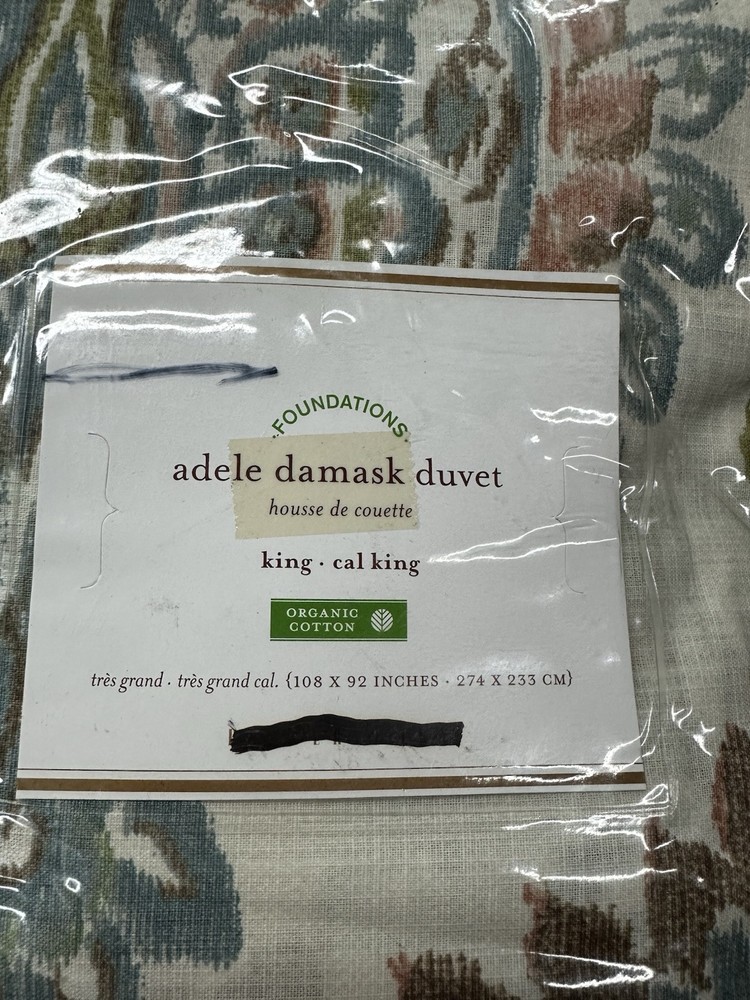 ·FOUNDATIONS·
adele damask duvet
housse de couette
king · cal king
ORGANIC
COTTON
très grand · très grand cal. {108 X 92 INCHES · 274 X 233 CM}